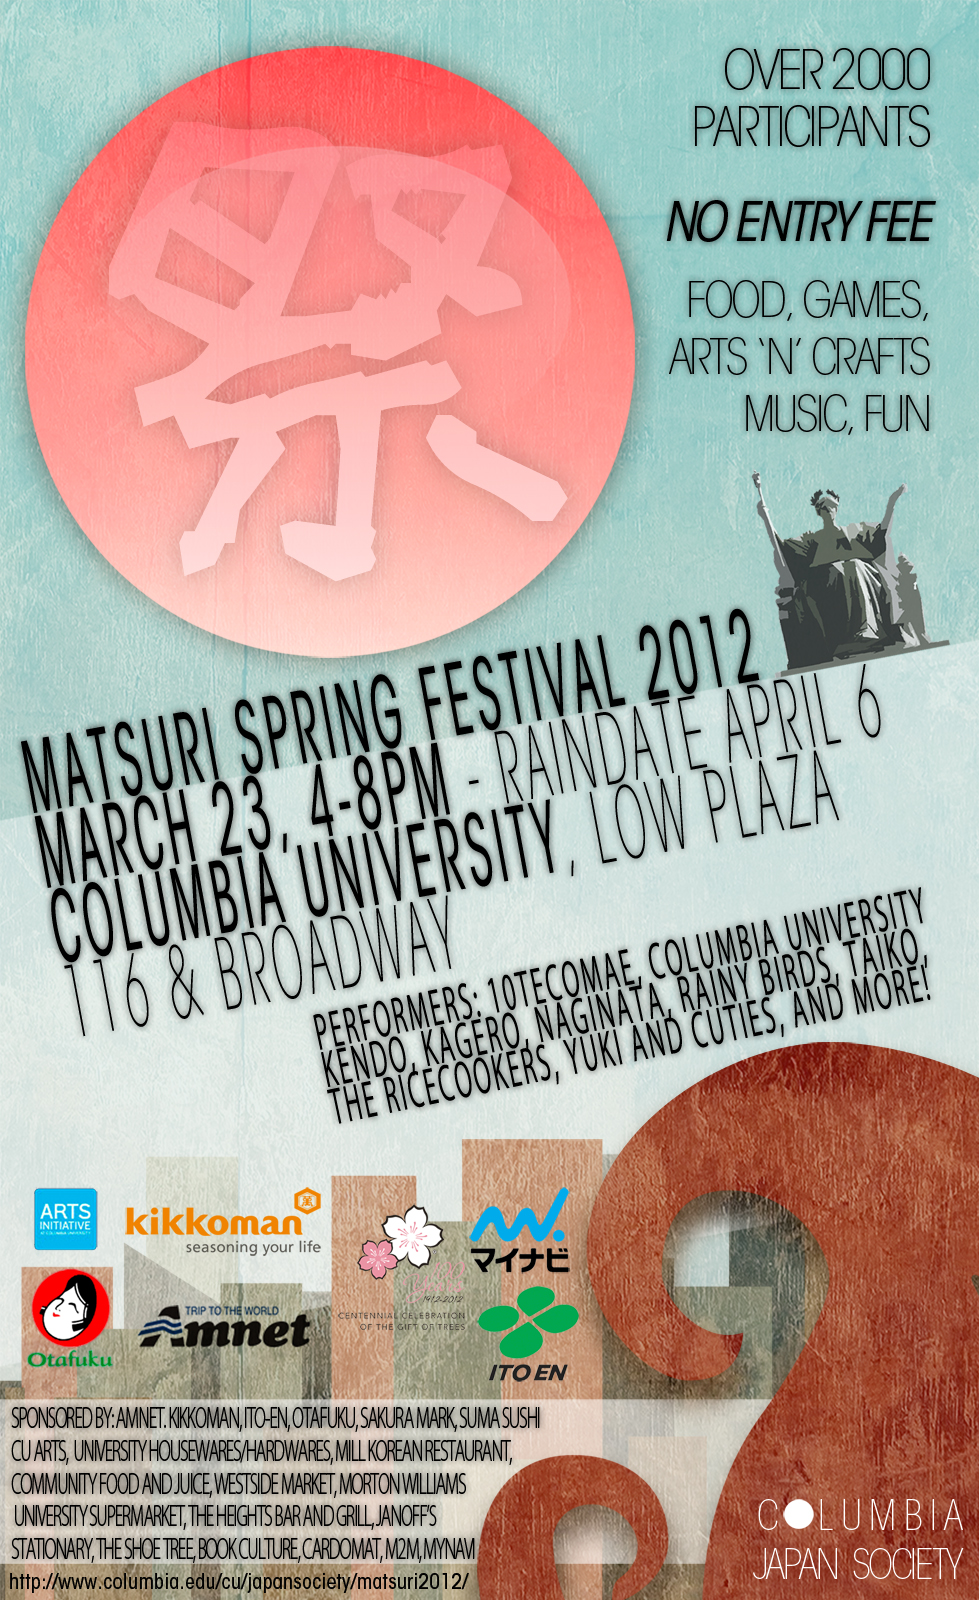 祭
OVER 2000
PARTICIPANTS
NO ENTRY FEE
FOOD, GAMES,
ARTS ‘N’ CRAFTS
MUSIC, FUN
MATSURI SPRING FESTIVAL 2012
MARCH 23, 4-8PM - RAINDATE APRIL 6
COLUMBIA UNIVERSITY, LOW PLAZA
116 & BROADWAY
PERFORMERS: 10TECOMAE, COLUMBIA UNIVERSITY
KENDO, KAGERO, NAGINATA, RAINY BIRDS, TAIKO,
THE RICECOOKERS, YUKI AND CUTIES, AND MORE!
ARTS
INITIATIVE
AT COLUMBIA UNIVERSITY
kikkoman
seasoning your life
萬
マイナビ
Otafuku
TRIP TO THE WORLD
Amnet
1912-2012
CENTENNIAL CELEBRATION
OF THE GIFT OF TREES
ITO EN
SPONSORED BY: AMNET. KIKKOMAN, ITO-EN, OTAFUKU, SAKURA MARK, SUMA SUSHI
CU ARTS, UNIVERSITY HOUSEWARES/HARDWARES, MILL KOREAN RESTAURANT,
COMMUNITY FOOD AND JUICE, WESTSIDE MARKET, MORTON WILLIAMS
UNIVERSITY SUPERMARKET, THE HEIGHTS BAR AND GRILL, JANOFF'S
STATIONARY, THE SHOE TREE, BOOK CULTURE, CARDOMAT, M2M, MYNAVI
http://www.columbia.edu/cu/japansociety/matsuri2012/
COLUMBIA
JAPAN SOCIETY